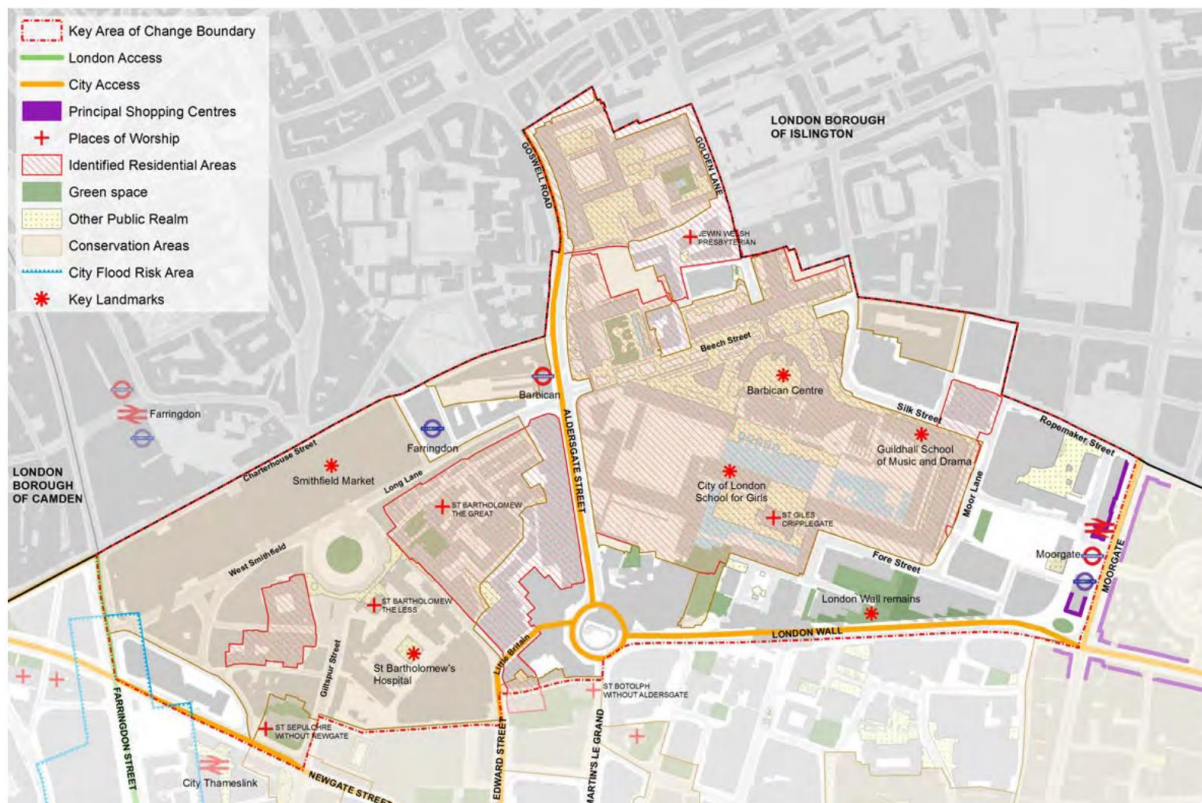 Key Area of Change Boundary
London Access
City Access
Principal Shopping Centres
Places of Worship
Identified Residential Areas
Green space
Other Public Realm
Conservation Areas
City Flood Risk Area
Key Landmarks
LONDON BOROUGH
OF ISLINGTON
GOSWELL ROAD
GOLDEN LANE
JEWIN WELSH
PRESBYTERIAN
Beech Street
Barbican
Barbican Centre
Farringdon
Farringdon
Silk Street
Ropemaker Street
Guildhall School
of Music and Drama
LONDON
BOROUGH
OF CAMDEN
Charterhouse Street
Smithfield Market
Long Lane
ALDERSGATE STREET
City of London
School for Girls
Moor Lane
ST BARTHOLOMEW
THE GREAT
ST GILES
CRIPPLEGATE
West Smithfield
Fore Street
Moorgate
MOORGATE
ST BARTHOLOMEW
THE LESS
London Wall remains
LONDON WALL
Little Britain
Giltspur Street
St Bartholomew's
Hospital
ST BOTOLPH
WITHOUT ALDERSGATE
FARRINGDON STREET
ST SEPULCHRE
WITHOUT NEWGATE
City Thameslink
NEWGATE STREET
EDWARD STREET
MARTIN'S LE GRAND